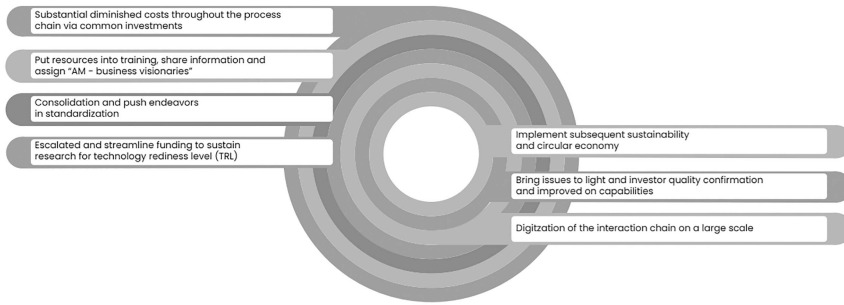 Substantial diminished costs throughout the process
chain via common investments
Put resources into training, share information and
assign “AM - business visionaries”
Consolidation and push endeavors
in standardization
Escalated and streamline funding to sustain
research for technology rediness level (TRL)
Implement subsequent sustainability
and circular economy
Bring issues to light and investor quality confirmation
and improved on capabilities
Digitzation of the interaction chain on a large scale